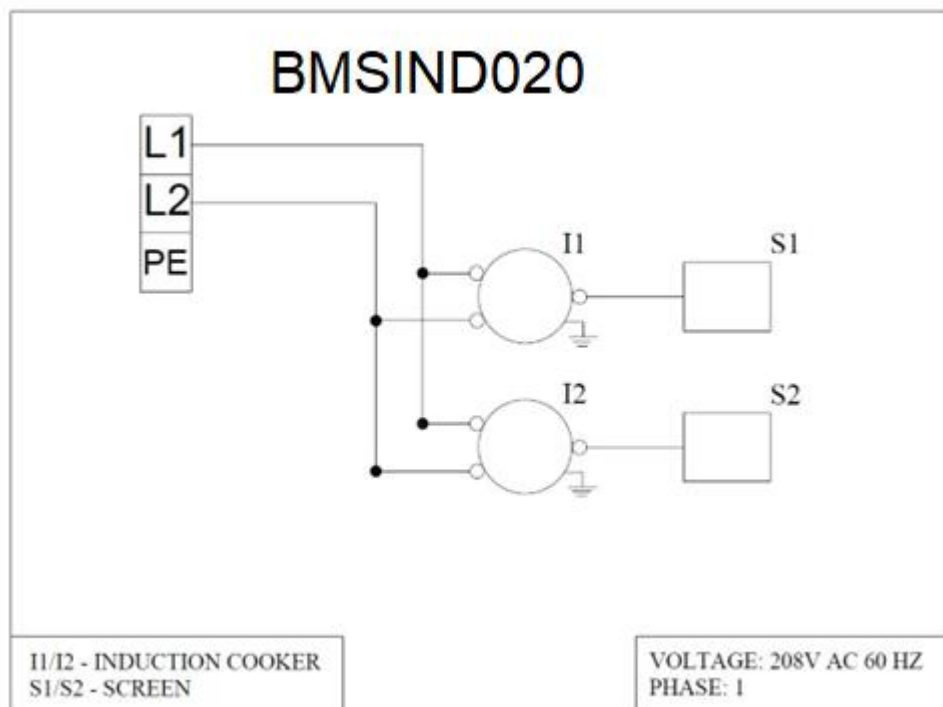 BMSIND020
L1
L2
PE
I1
S1
I2
S2
I1/I2 - INDUCTION COOKER
S1/S2 - SCREEN
VOLTAGE: 208V AC 60 HZ
PHASE: 1